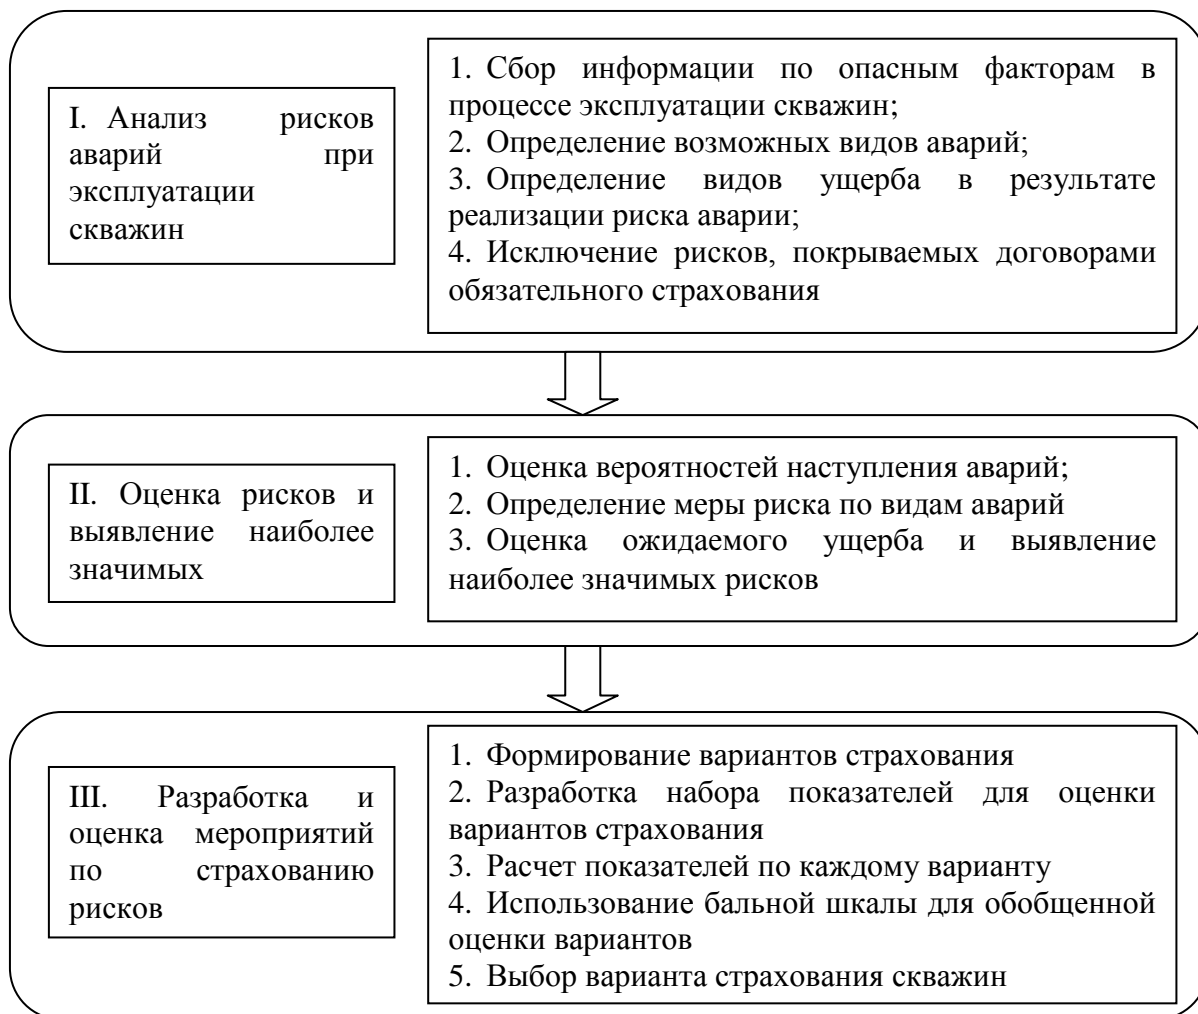 I. Анализ рисков
аварий при
эксплуатации
скважин
1. Сбор информации по опасным факторам в
процессе эксплуатации скважин;
2. Определение возможных видов аварий;
3. Определение видов ущерба в результате
реализации риска аварии;
4. Исключение рисков, покрываемых договорами
обязательного страхования
II. Оценка рисков и
выявление наиболее
значимых
1. Оценка вероятностей наступления аварий;
2. Определение меры риска по видам аварий
3. Оценка ожидаемого ущерба и выявление
наиболее значимых рисков
III. Разработка и
оценка мероприятий
по страхованию
рисков
1. Формирование вариантов страхования
2. Разработка набора показателей для оценки
вариантов страхования
3. Расчет показателей по каждому варианту
4. Использование бальной шкалы для обобщенной
оценки вариантов
5. Выбор варианта страхования скважин